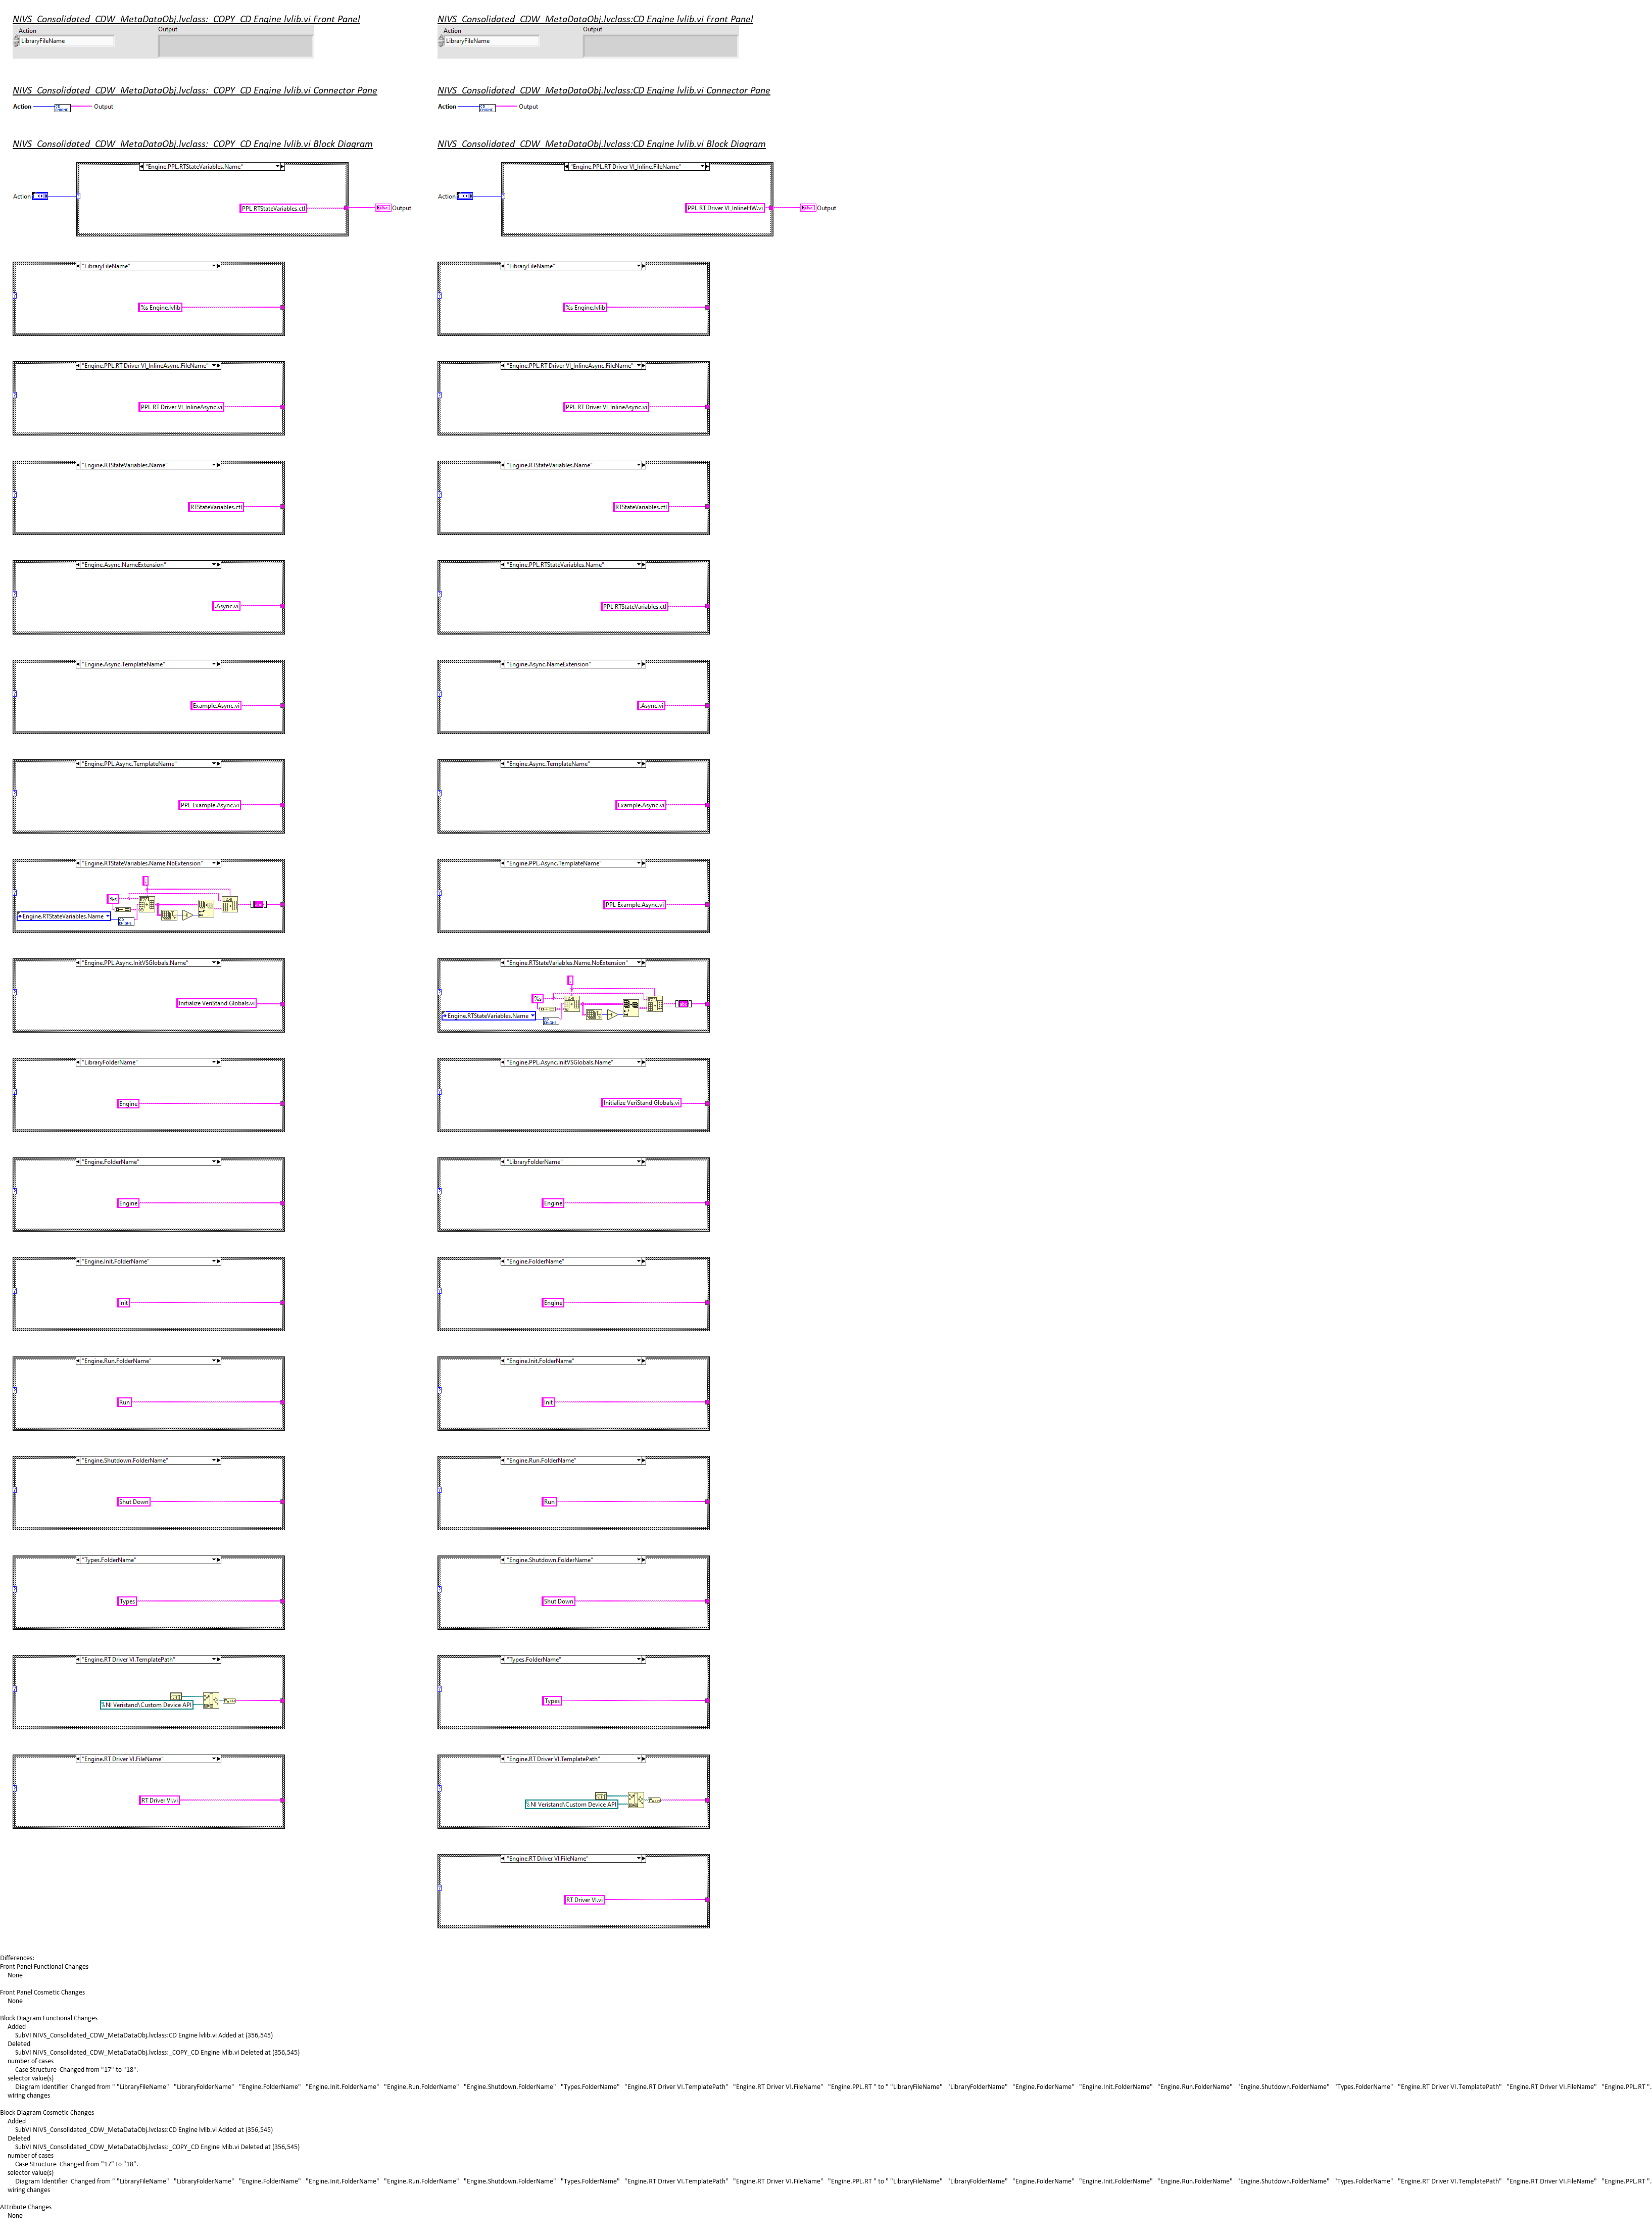 NIVS_Consolidated_CDW_MetaDataObj.lvclass:_COPY_CD Engine lvlib.vi Front Panel
Action
LibraryFileName
Output
NIVS_Consolidated_CDW_MetaDataObj.lvclass:_COPY_CD Engine lvlib.vi Connector Pane
Action
CD ENGINE
Output
NIVS_Consolidated_CDW_MetaDataObj.lvclass:_COPY_CD Engine lvlib.vi Block Diagram
"Engine.PPL.RTStateVariables.Name"
Action
PPL RTStateVariables.ctl
Output
"LibraryFileName"
%s Engine.lvlib
"Engine.PPL.RT Driver VI_InlineAsync.FileName"
PPL RT Driver VI_InlineAsync.vi
"Engine.RTStateVariables.Name"
RTStateVariables.ctl
"Engine.Async.NameExtension"
.Async.vi
"Engine.Async.TemplateName"
Example.Async.vi
"Engine.PPL.Async.TemplateName"
PPL Example.Async.vi
"Engine.RTStateVariables.Name.NoExtension"
%s
Engine.RTStateVariables.Name
"Engine.PPL.Async.InitVSGlobals.Name"
Initialize VeriStand Globals.vi
"LibraryFolderName"
Engine
"Engine.FolderName"
Engine
"Engine.Init.FolderName"
Init
"Engine.Run.FolderName"
Run
"Engine.Shutdown.FolderName"
Shut Down
"Types.FolderName"
Types
"Engine.RT Driver VI.TemplatePath"
NI Veristand\Custom Device API
"Engine.RT Driver VI.FileName"
RT Driver VI.vi
NIVS_Consolidated_CDW_MetaDataObj.lvclass:CD Engine lvlib.vi Front Panel
Action
LibraryFileName
Output
NIVS_Consolidated_CDW_MetaDataObj.lvclass:CD Engine lvlib.vi Connector Pane
Action
CD ENGINE
Output
NIVS_Consolidated_CDW_MetaDataObj.lvclass:CD Engine lvlib.vi Block Diagram
"Engine.PPL.RT Driver VI_Inline.FileName"
Action
PPL RT Driver VI_InlineHW.vi
Output
"LibraryFileName"
%s Engine.lvlib
"Engine.PPL.RT Driver VI_InlineAsync.FileName"
PPL RT Driver VI_InlineAsync.vi
"Engine.RTStateVariables.Name"
RTStateVariables.ctl
"Engine.PPL.RTStateVariables.Name"
PPL RTStateVariables.ctl
"Engine.Async.NameExtension"
.Async.vi
"Engine.Async.TemplateName"
Example.Async.vi
"Engine.PPL.Async.TemplateName"
PPL Example.Async.vi
"Engine.RTStateVariables.Name.NoExtension"
%s
Engine.RTStateVariables.Name
"Engine.PPL.Async.InitVSGlobals.Name"
Initialize VeriStand Globals.vi
"LibraryFolderName"
Engine
"Engine.FolderName"
Engine
"Engine.Init.FolderName"
Init
"Engine.Run.FolderName"
Run
"Engine.Shutdown.FolderName"
Shut Down
"Types.FolderName"
Types
"Engine.RT Driver VI.TemplatePath"
NI Veristand\Custom Device API
"Engine.RT Driver VI.FileName"
RT Driver VI.vi
Differences:
Front Panel Functional Changes
None
Front Panel Cosmetic Changes
None
Block Diagram Functional Changes
Added
SubVI NIVS_Consolidated_CDW_MetaDataObj.lvclass:CD Engine lvlib.vi Added at (356,545)
Deleted
SubVI NIVS_Consolidated_CDW_MetaDataObj.lvclass:_COPY_CD Engine lvlib.vi Deleted at (356,545)
number of cases
Case Structure Changed from "17" to "18".
selector value(s)
Diagram Identifier Changed from " "LibraryFileName" "LibraryFolderName" "Engine.FolderName" "Engine.Init.FolderName" "Engine.Run.FolderName" "Engine.Shutdown.FolderName" "Types.FolderName" "Engine.RT Driver VI.TemplatePath" "Engine.RT Driver VI.FileName" "Engine.PPL.RT " to " "LibraryFileName" "LibraryFolderName" "Engine.FolderName" "Engine.Init.FolderName" "Engine.Run.FolderName" "Engine.Shutdown.FolderName" "Types.FolderName" "Engine.RT Driver VI.TemplatePath" "Engine.RT Driver VI.FileName" "Engine.PPL.RT ".
wiring changes
Block Diagram Cosmetic Changes
Added
SubVI NIVS_Consolidated_CDW_MetaDataObj.lvclass:CD Engine lvlib.vi Added at (356,545)
Deleted
SubVI NIVS_Consolidated_CDW_MetaDataObj.lvclass:_COPY_CD Engine lvlib.vi Deleted at (356,545)
number of cases
Case Structure Changed from "17" to "18".
selector value(s)
Diagram Identifier Changed from " "LibraryFileName" "LibraryFolderName" "Engine.FolderName" "Engine.Init.FolderName" "Engine.Run.FolderName" "Engine.Shutdown.FolderName" "Types.FolderName" "Engine.RT Driver VI.TemplatePath" "Engine.RT Driver VI.FileName" "Engine.PPL.RT " to " "LibraryFileName" "LibraryFolderName" "Engine.FolderName" "Engine.Init.FolderName" "Engine.Run.FolderName" "Engine.Shutdown.FolderName" "Types.FolderName" "Engine.RT Driver VI.TemplatePath" "Engine.RT Driver VI.FileName" "Engine.PPL.RT ".
wiring changes
Attribute Changes
None